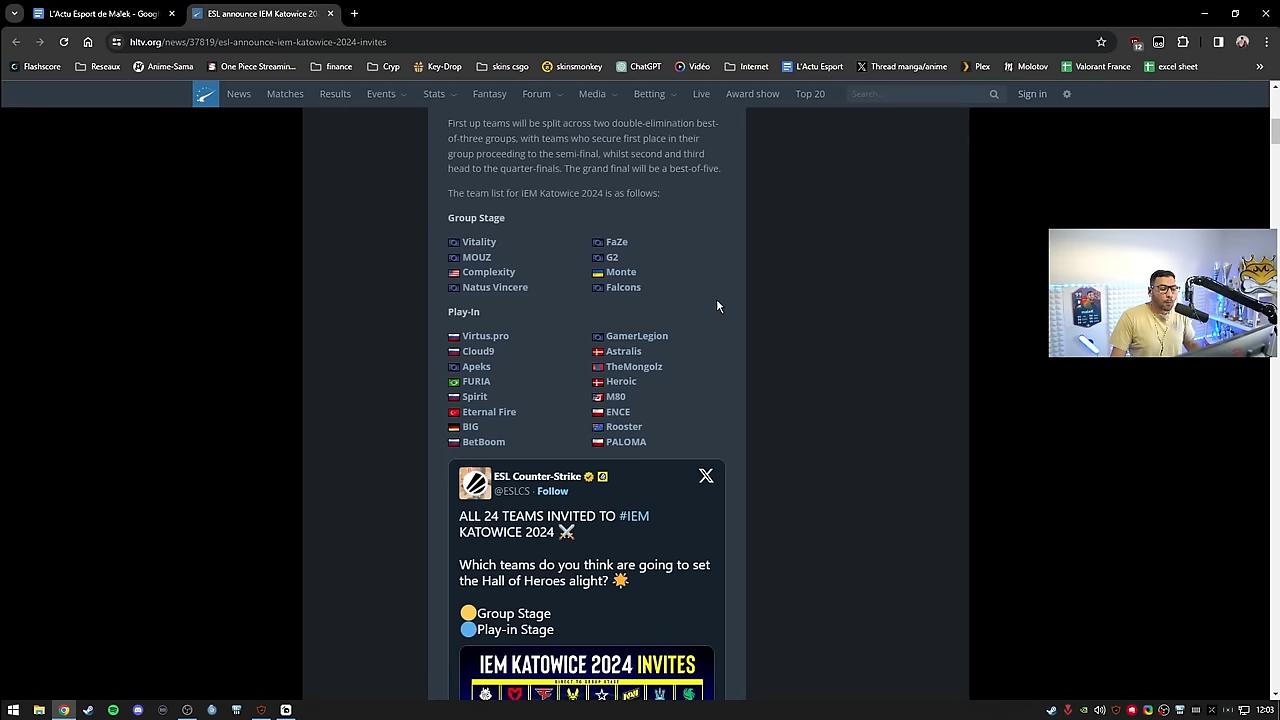 L'Actu Esport de Malek - Googl
ESL announce IEM Katowice 20
hltv.org/news/37819/esl-announce-iem-katowice-2024-invites
12
Flashscore
Reseaux
Anime-Sama
One Piece Streamin...
finance
Cryp
Key-Drop
skins csgo
skinsmonkey
ChatGPT
Vidéo
Internet
L'Actu Esport
Thread manga/anime
Plex
Molotov
Valorant France
excel sheet
News
Matches
Results
Events
Stats
Fantasy
Forum
Media
Betting
Live
Award show
Top 20
Search...
Sign in
First up teams will be split across two double-elimination best-
of-three groups, with teams who secure first place in their
group proceeding to the semi-final, whilst second and third
head to the quarter-finals. The grand final will be a best-of-five.
The team list for IEM Katowice 2024 is as follows:
Group Stage
Vitality
FaZe
MOUZ
G2
Complexity
Monte
Natus Vincere
Falcons
Play-In
Virtus.pro
GamerLegion
Cloud9
Astralis
Apeks
TheMongolz
FURIA
Heroic
Spirit
M80
Eternal Fire
ENCE
BIG
Rooster
BetBoom
PALOMA
ESL Counter-Strike
@ESLCS · Follow
ALL 24 TEAMS INVITED TO #IEM
KATOWICE 2024
Which teams do you think are going to set
the Hall of Heroes alight?
Group Stage
Play-in Stage
IEM KATOWICE 2024 INVITES
DIRECT TO GROUP STAGE
12:03